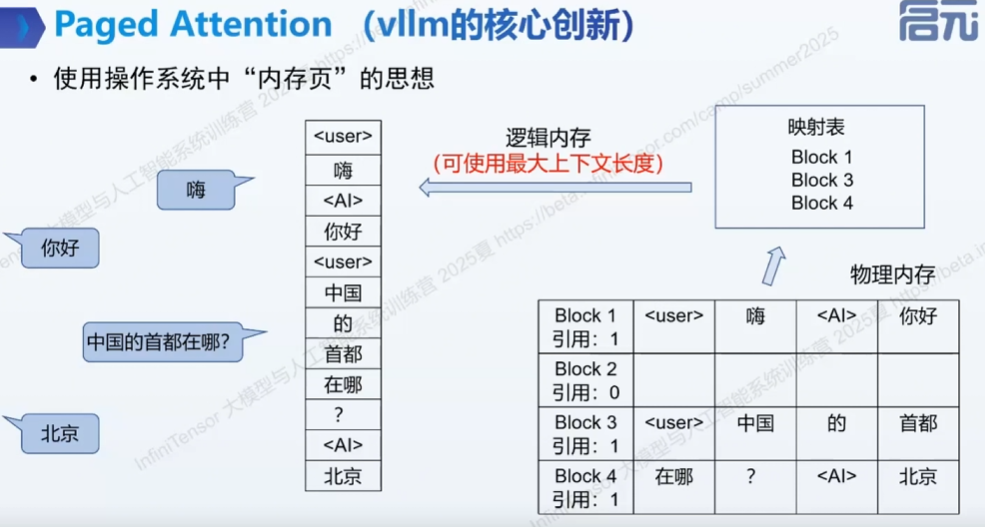 Paged Attention （vllm的核心创新）
启元
• 使用操作系统中“内存页”的思想
嗨
你好
中国的首都在哪？
北京
<user>
嗨
<AI>
你好
<user>
中国
的
首都
在哪
？
<AI>
北京
逻辑内存
（可使用最大上下文长度）
映射表
Block 1
Block 3
Block 4
物理内存
Block 1
引用：1
<user> 嗨 <AI> 你好
Block 2
引用：0
Block 3
引用：1
<user> 中国 的 首都
Block 4
引用：1
在哪 ？ <AI> 北京
InfiniTensor 大模型与人工智能系统训练营 2025夏 https://beta.infinitensor.com/camp/summer2025